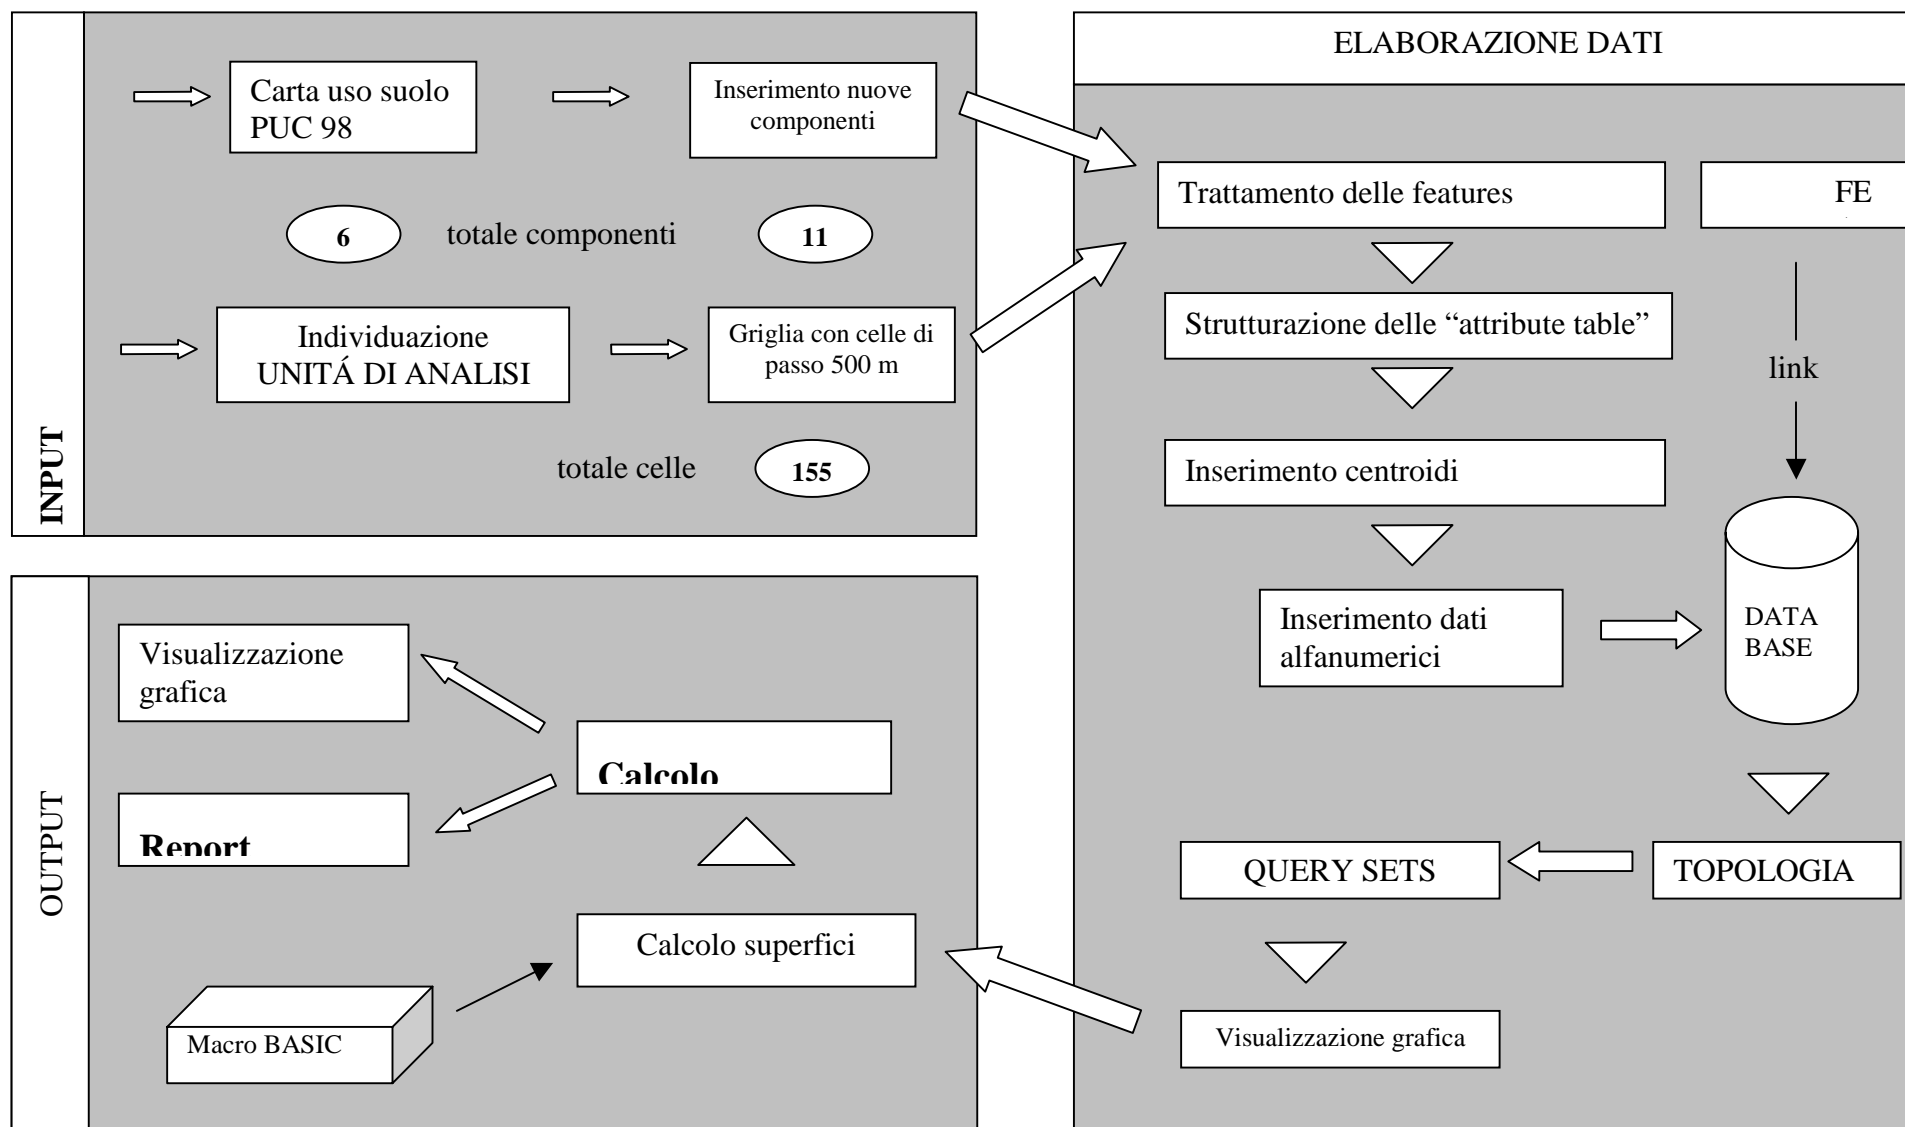 INPUT
Carta uso suolo
PUC 98
Inserimento nuove
componenti
6
totale componenti
11
Individuazione
UNITÁ DI ANALISI
Griglia con celle di
passo 500 m
totale celle
155
ELABORAZIONE DATI
Trattamento delle features
FE
Strutturazione delle “attribute table”
link
Inserimento centroidi
Inserimento dati
alfanumerici
DATA
BASE
TOPOLOGIA
QUERY SETS
Visualizzazione grafica
OUTPUT
Visualizzazione
grafica
Calcolo
Report
Calcolo superfici
Macro BASIC